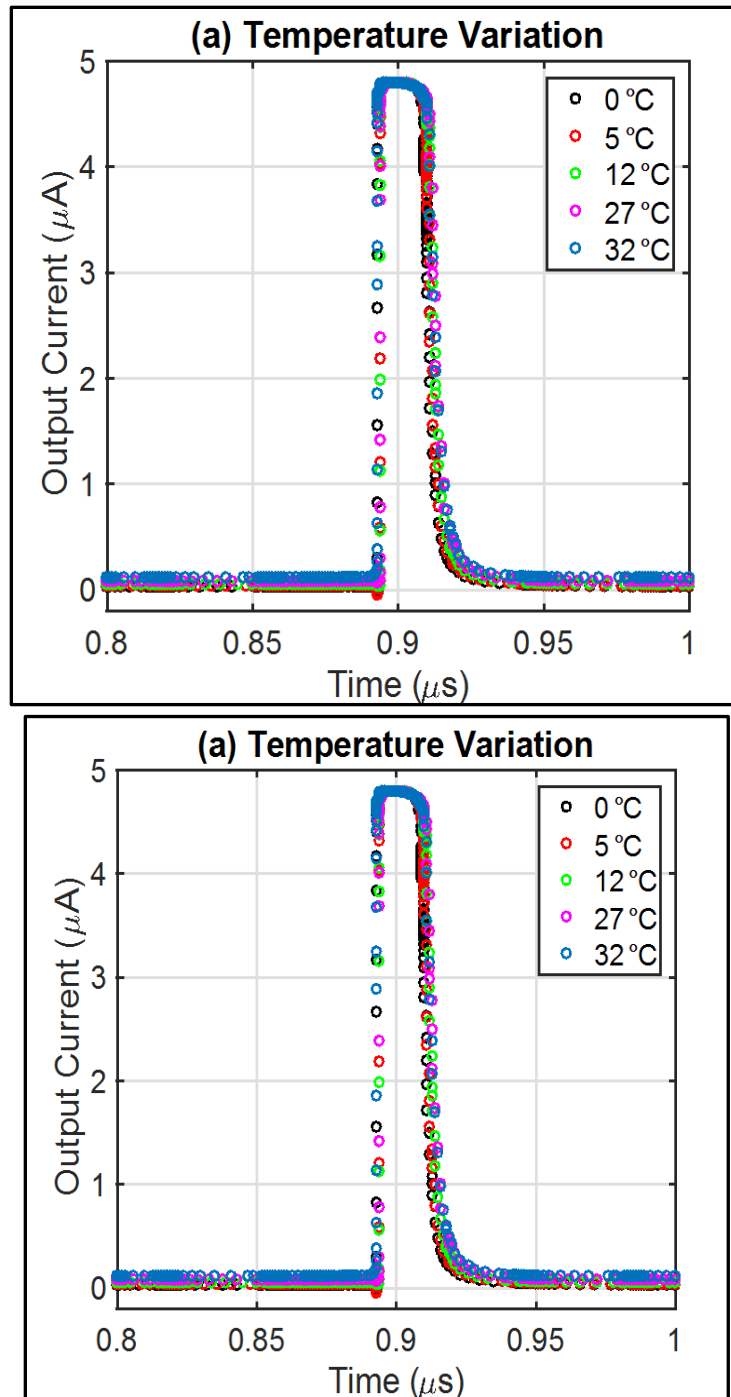 (a) Temperature Variation
5
4
3
2
1
0
Output Current (μA)
0 °C
5 °C
12 °C
27 °C
32 °C
0.8
0.85
0.9
0.95
1
Time (μs)
(a) Temperature Variation
5
4
3
2
1
0
Output Current (μA)
0 °C
5 °C
12 °C
27 °C
32 °C
0.8
0.85
0.9
0.95
1
Time (μs)